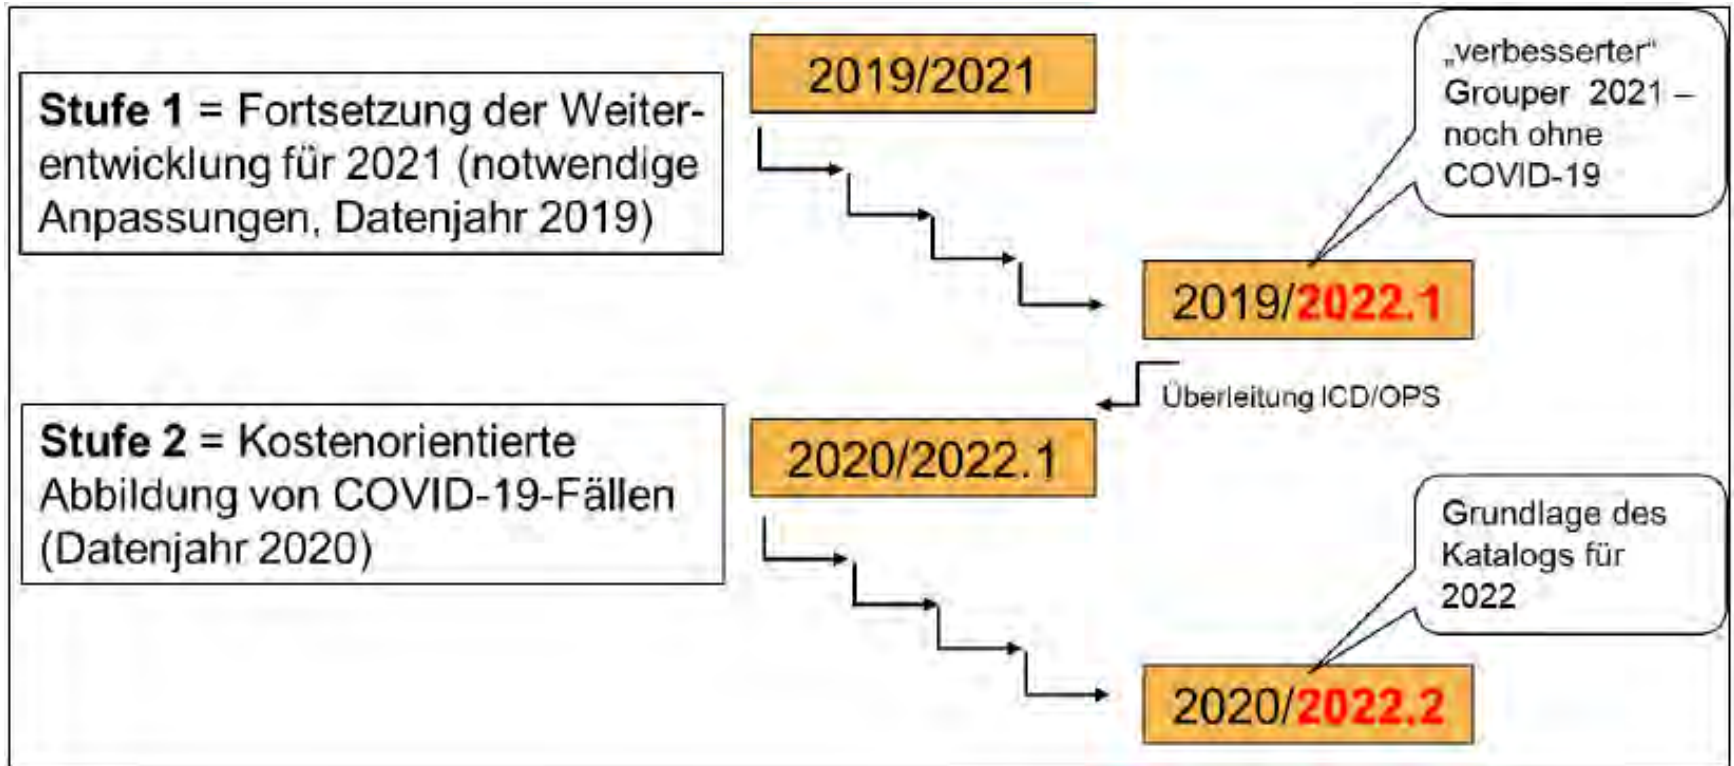 Stufe 1 = Fortsetzung der Weiter-
entwicklung für 2021 (notwendige
Anpassungen, Datenjahr 2019)
2019/2021
„verbesserter“
Grouper 2021 –
noch ohne
COVID-19
2019/2022.1
Überleitung ICD/OPS
Stufe 2 = Kostenorientierte
Abbildung von COVID-19-Fällen
(Datenjahr 2020)
2020/2022.1
Grundlage des
Katalogs für
2022
2020/2022.2